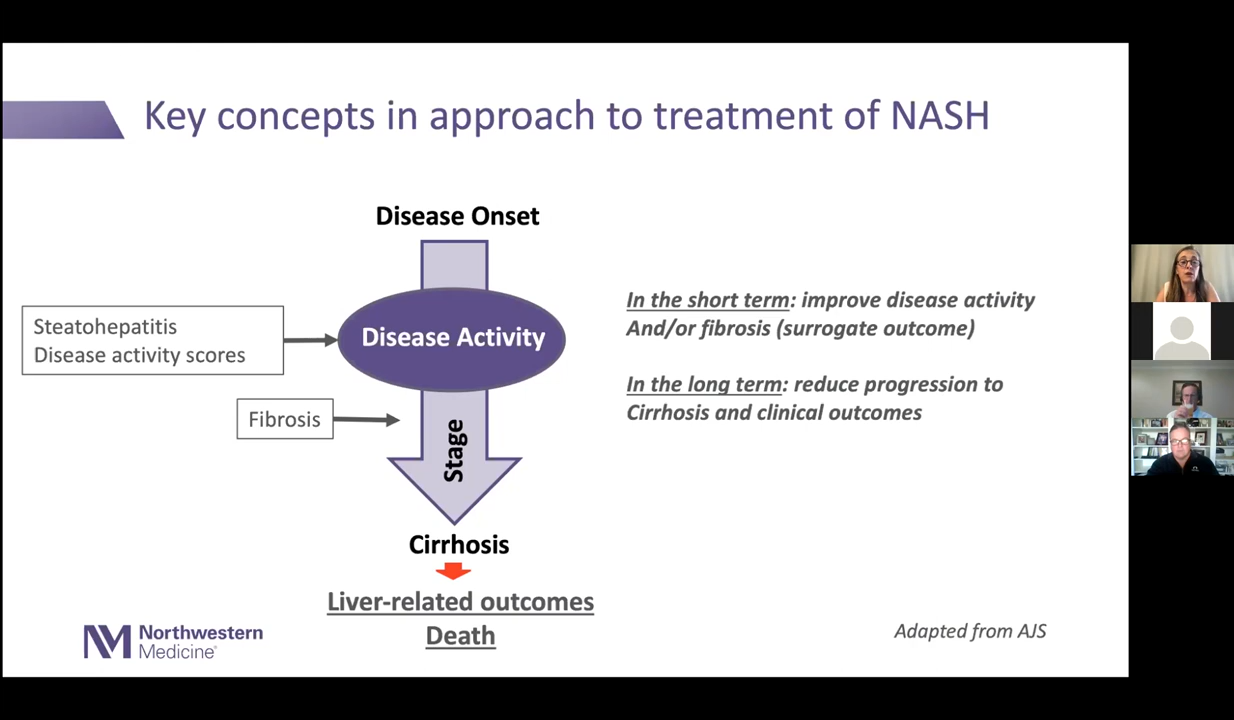 Key concepts in approach to treatment of NASH
Disease Onset
Steatohepatitis
Disease activity scores
Disease Activity
Fibrosis
Stage
Cirrhosis
Liver-related outcomes
Death
In the short term: improve disease activity
And/or fibrosis (surrogate outcome)
In the long term: reduce progression to
Cirrhosis and clinical outcomes
NM Northwestern
Medicine®
Adapted from AJS